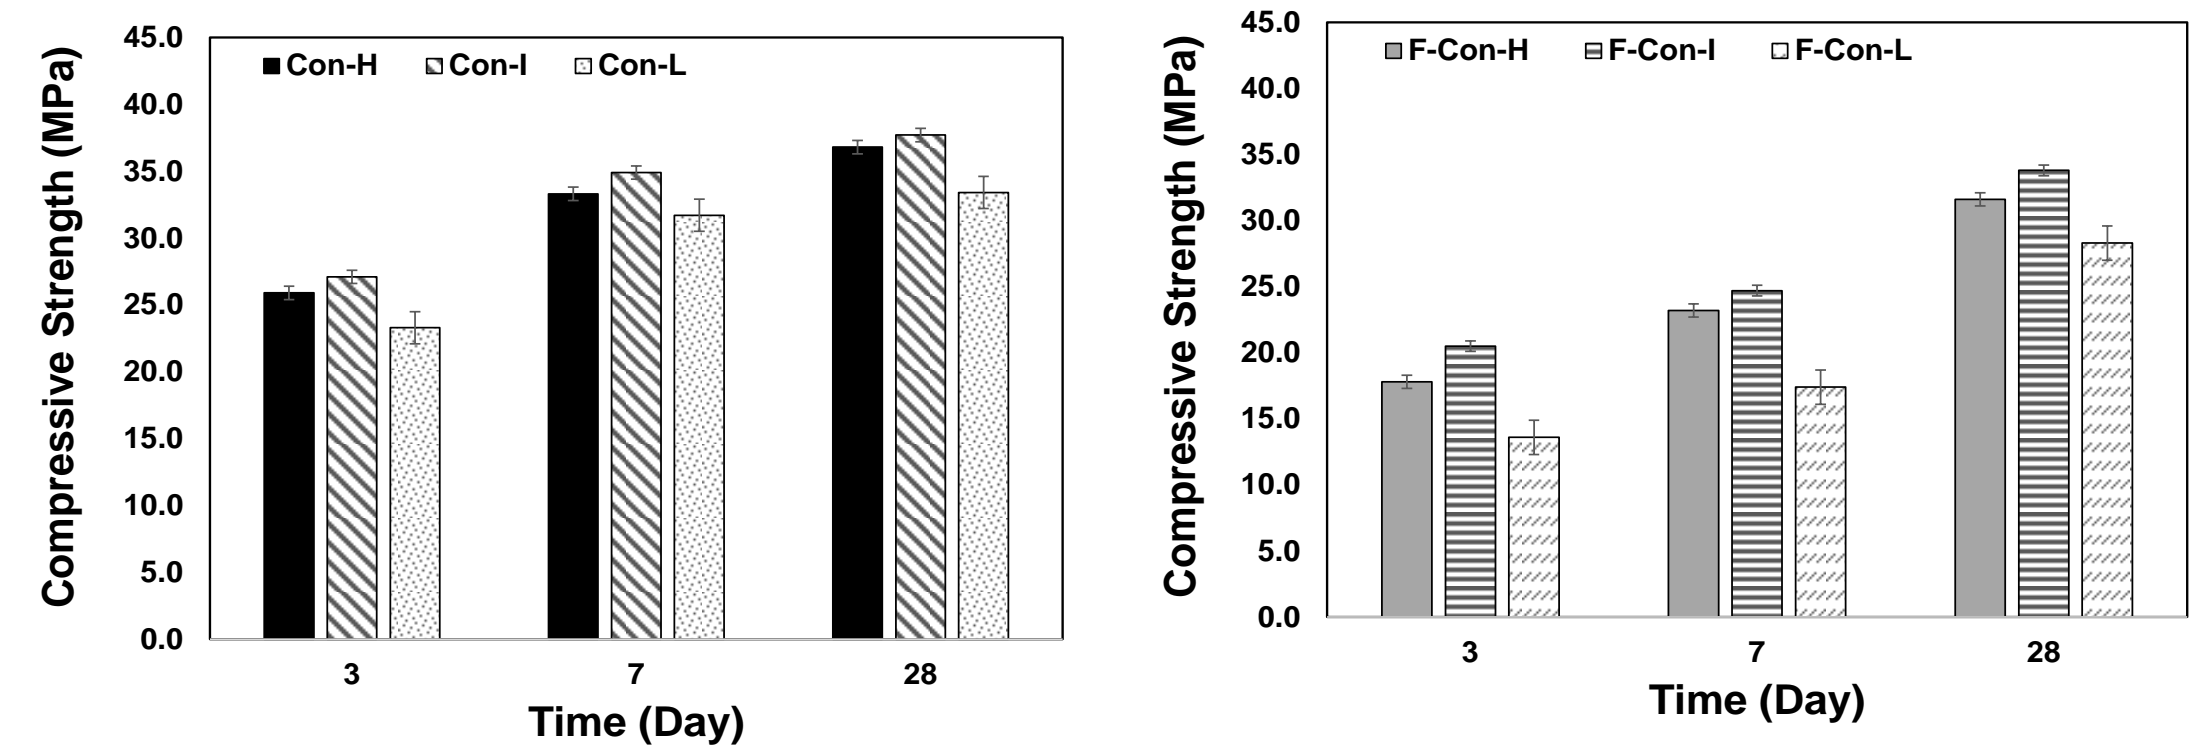 Compressive Strength (MPa)
45.0
40.0
35.0
30.0
25.0
20.0
15.0
10.0
5.0
0.0
Con-H Con-I Con-L
3 7 28
Time (Day)
Compressive Strength (MPa)
45.0
40.0
35.0
30.0
25.0
20.0
15.0
10.0
5.0
0.0
F-Con-H F-Con-I F-Con-L
3 7 28
Time (Day)